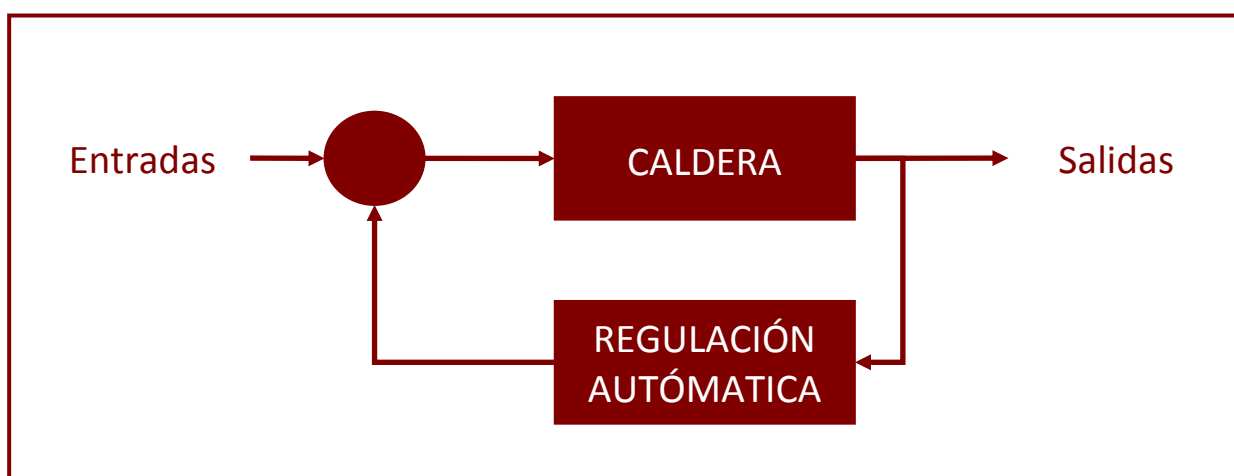 Entradas
CALDERA
Salidas
REGULACIÓN
AUTÓMATICA